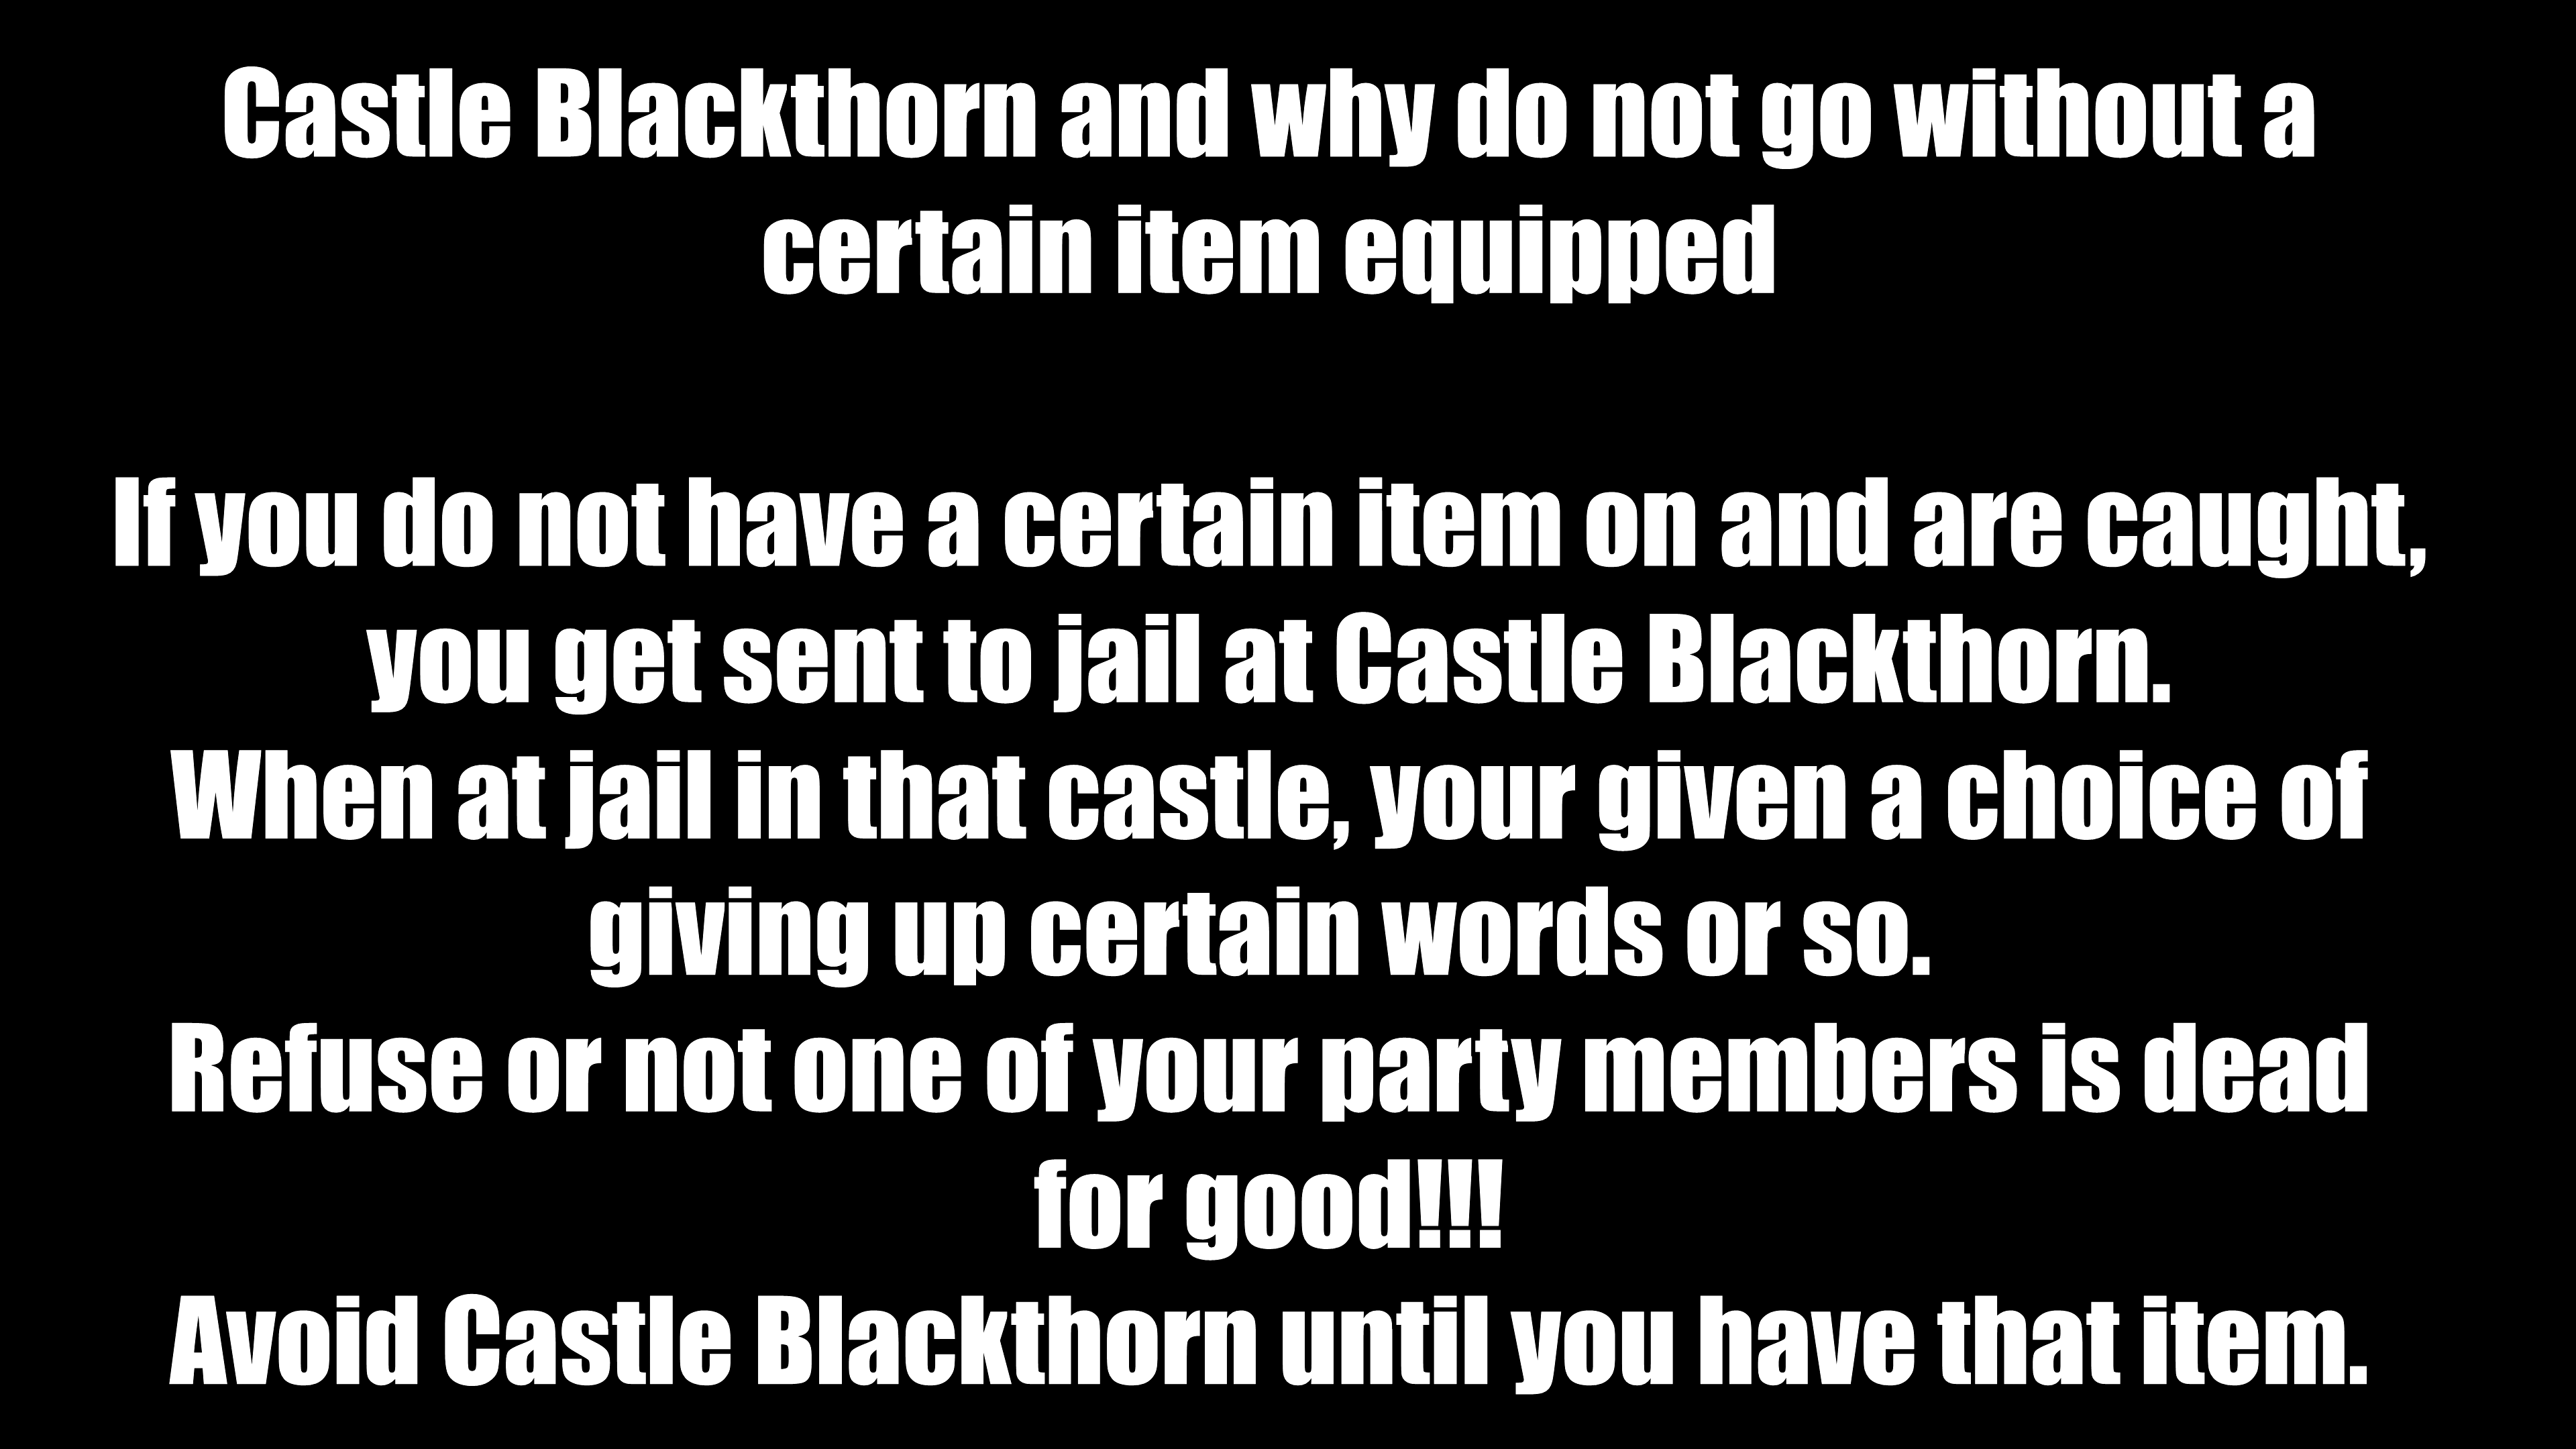 Castle Blackthorn and why do not go without a
certain item equipped
If you do not have a certain item on and are caught,
you get sent to jail at Castle Blackthorn.
When at jail in that castle, your given a choice of
giving up certain words or so.
Refuse or not one of your party members is dead
for good!!!
Avoid Castle Blackthorn until you have that item.